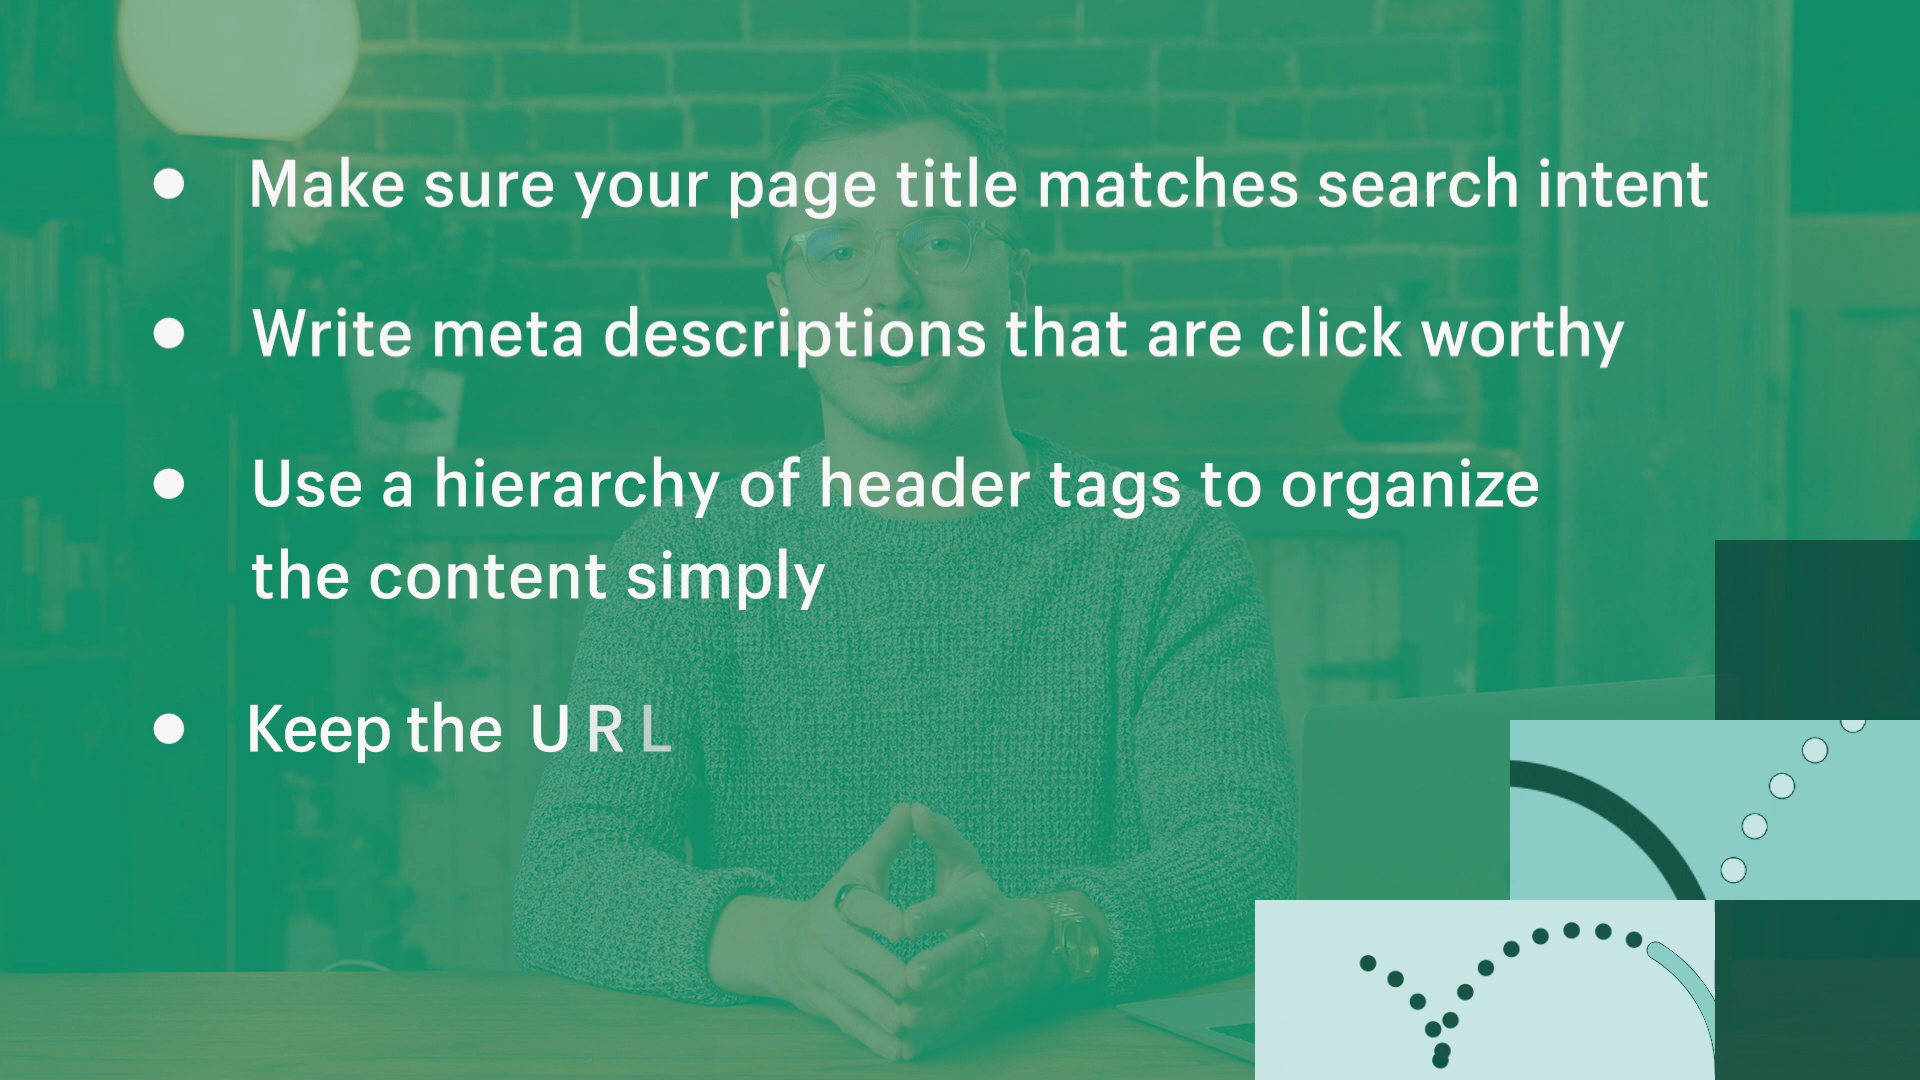 • Make sure your page title matches search intent
• Write meta descriptions that are click worthy
• Use a hierarchy of header tags to organize
the content simply
• Keep the URL